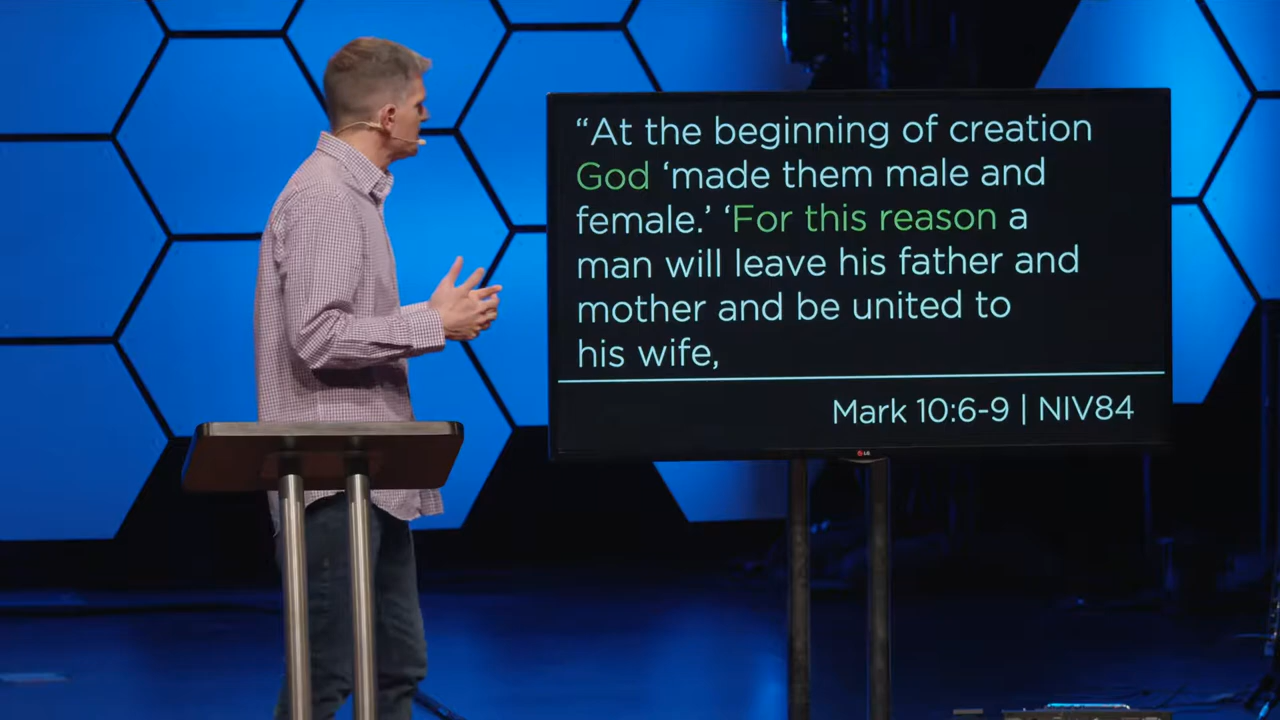 “At the beginning of creation
God ‘made them male and
female.’ ‘For this reason a
man will leave his father and
mother and be united to
his wife,
Mark 10:6-9 | NIV84
LG